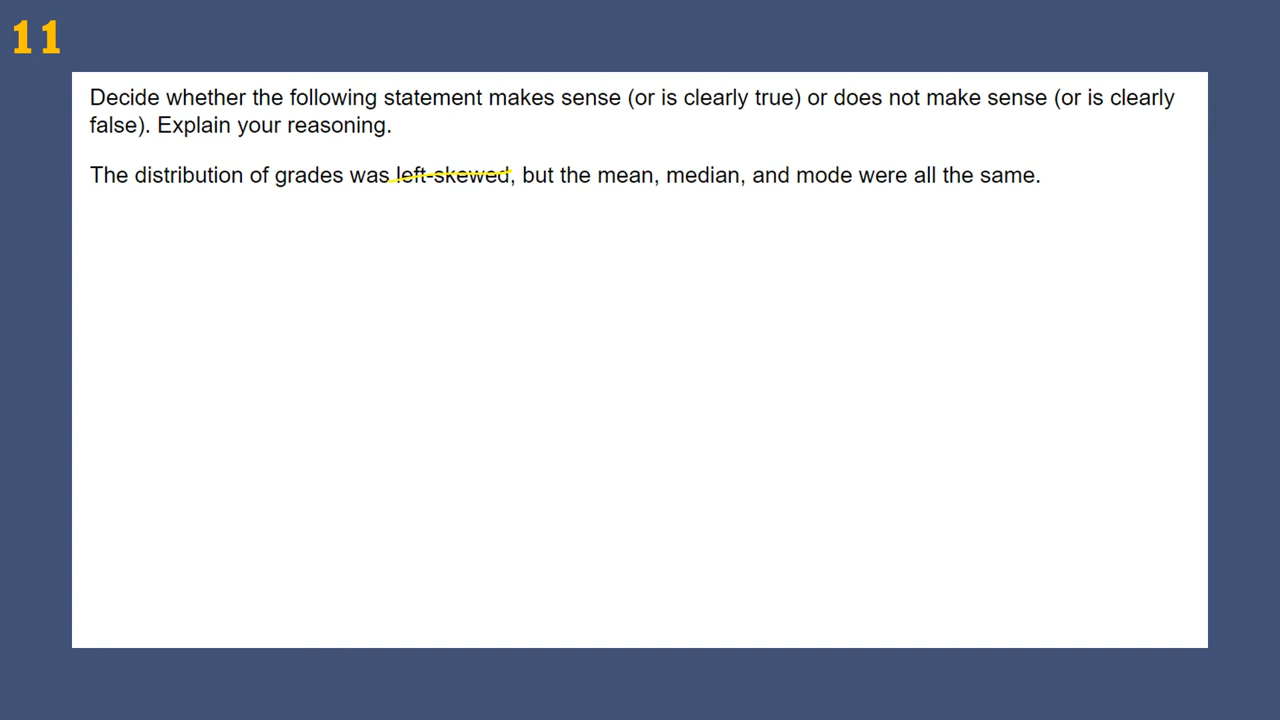 11
Decide whether the following statement makes sense (or is clearly true) or does not make sense (or is clearly
false). Explain your reasoning.
The distribution of grades was left-skewed, but the mean, median, and mode were all the same.